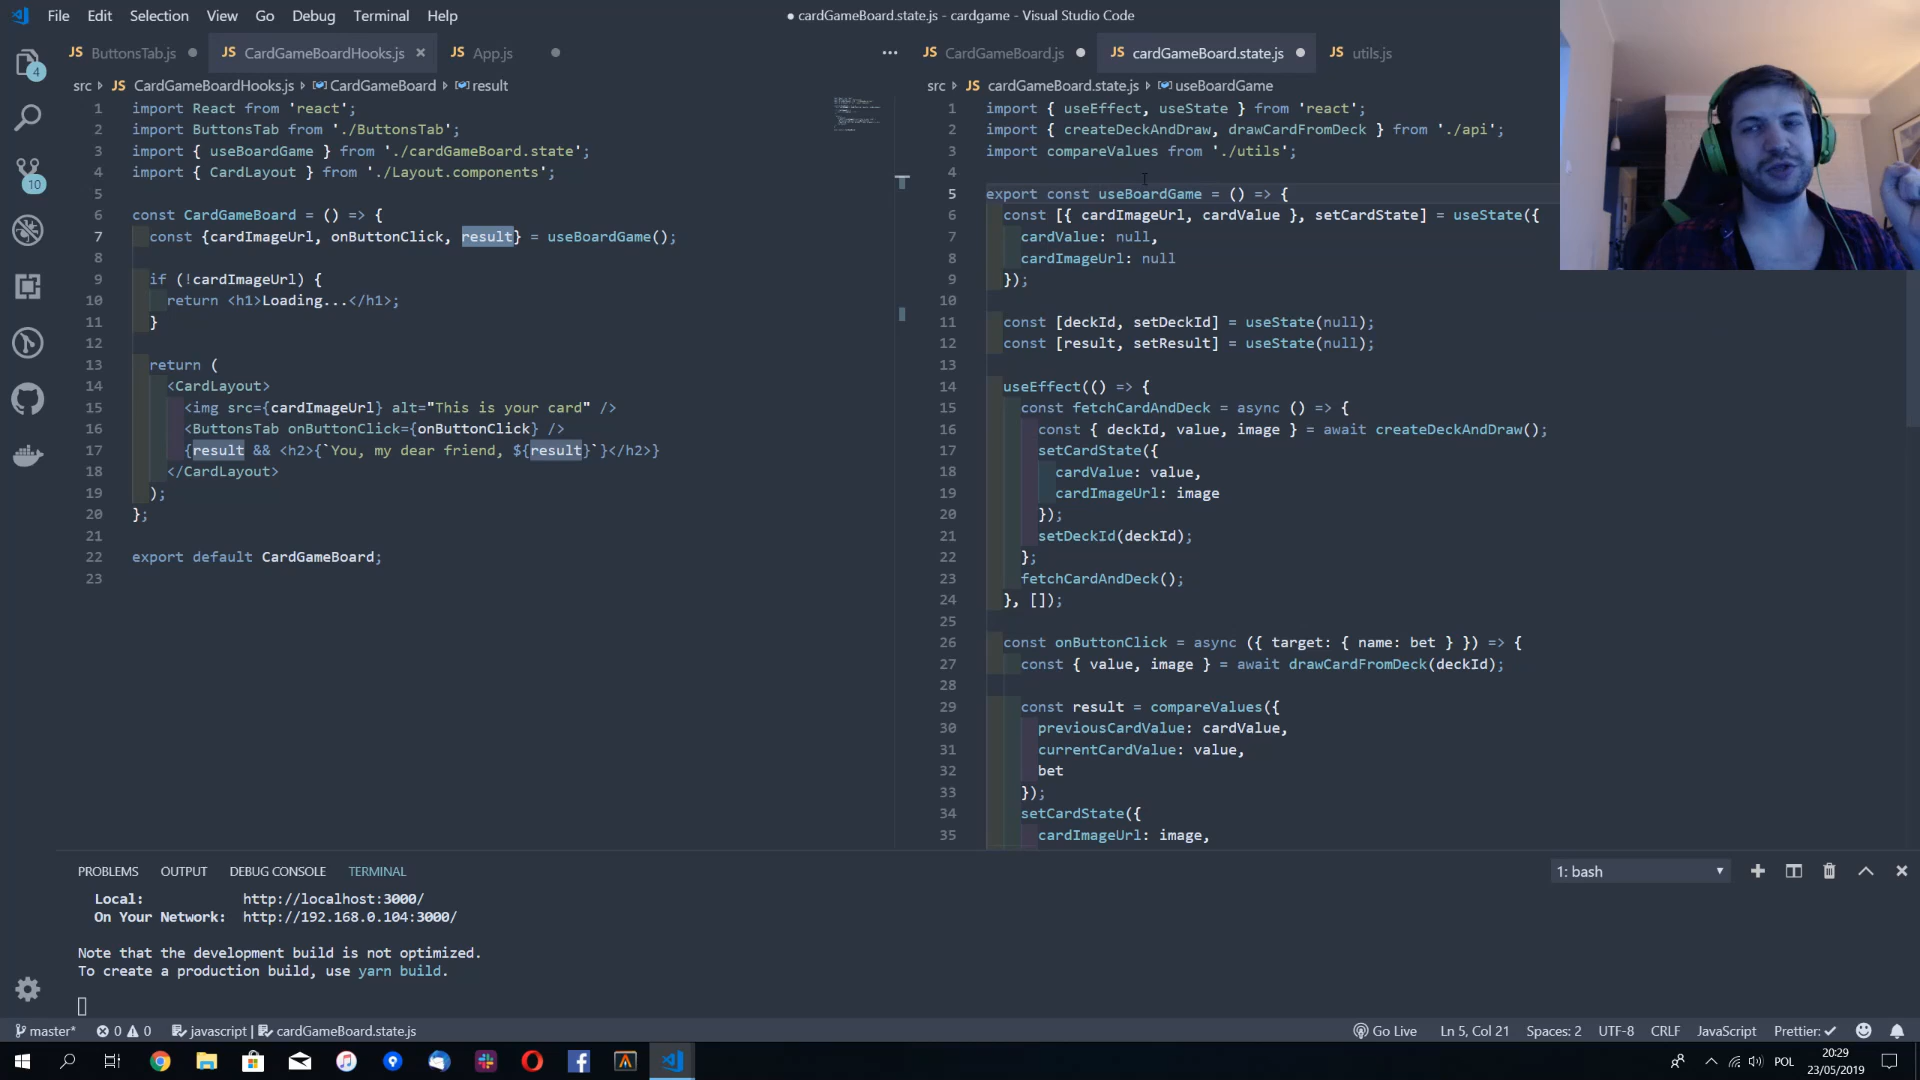 File Edit Selection View Go Debug Terminal Help
● cardGameBoard.state.js - cardgame - Visual Studio Code
JS ButtonsTab.js ● JS CardGameBoardHooks.js × JS App.js ● ...
JS CardGameBoard.js ● JS cardGameBoard.state.js ● JS utils.js
src > JS CardGameBoardHooks.js > CardGameBoard > result
1 import React from 'react';
2 import ButtonsTab from './ButtonsTab';
3 import { useBoardGame } from './cardGameBoard.state';
4 import { CardLayout } from './Layout.components';
5
6 const CardGameBoard = () => {
7 const {cardImageUrl, onButtonClick, result} = useBoardGame();
8
9 if (!cardImageUrl) {
10 return <h1>Loading...</h1>;
11 }
12
13 return (
14 <CardLayout>
15 <img src={cardImageUrl} alt="This is your card" />
16 <ButtonsTab onButtonClick={onButtonClick} />
17 {result && <h2>{`You, my dear friend, ${result}`}</h2>}
18 </CardLayout>
19 );
20 };
21
22 export default CardGameBoard;
23
src > JS cardGameBoard.state.js > useBoardGame
1 import { useEffect, useState } from 'react';
2 import { createDeckAndDraw, drawCardFromDeck } from './api';
3 import compareValues from './utils';
4
5 export const useBoardGame = () => {
6 const [{ cardImageUrl, cardValue }, setCardState] = useState({
7 cardValue: null,
8 cardImageUrl: null
9 });
10
11 const [deckId, setDeckId] = useState(null);
12 const [result, setResult] = useState(null);
13
14 useEffect(() => {
15 const fetchCardAndDeck = async () => {
16 const { deckId, value, image } = await createDeckAndDraw();
17 setCardState({
18 cardValue: value,
19 cardImageUrl: image
20 });
21 setDeckId(deckId);
22 };
23 fetchCardAndDeck();
24 }, []);
25
26 const onButtonClick = async ({ target: { name: bet } }) => {
27 const { value, image } = await drawCardFromDeck(deckId);
28
29 const result = compareValues({
30 previousCardValue: cardValue,
31 currentCardValue: value,
32 bet
33 });
34 setCardState({
35 cardImageUrl: image,
4
10
PROBLEMS OUTPUT DEBUG CONSOLE TERMINAL
1: bash
Local: http://localhost:3000/
On Your Network: http://192.168.0.104:3000/
Note that the development build is not optimized.
To create a production build, use yarn build.
master* 0 0 javascript | cardGameBoard.state.js
Go Live Ln 5, Col 21 Spaces: 2 UTF-8 CRLF JavaScript Prettier: ✓
POL 20:29
23/05/2019